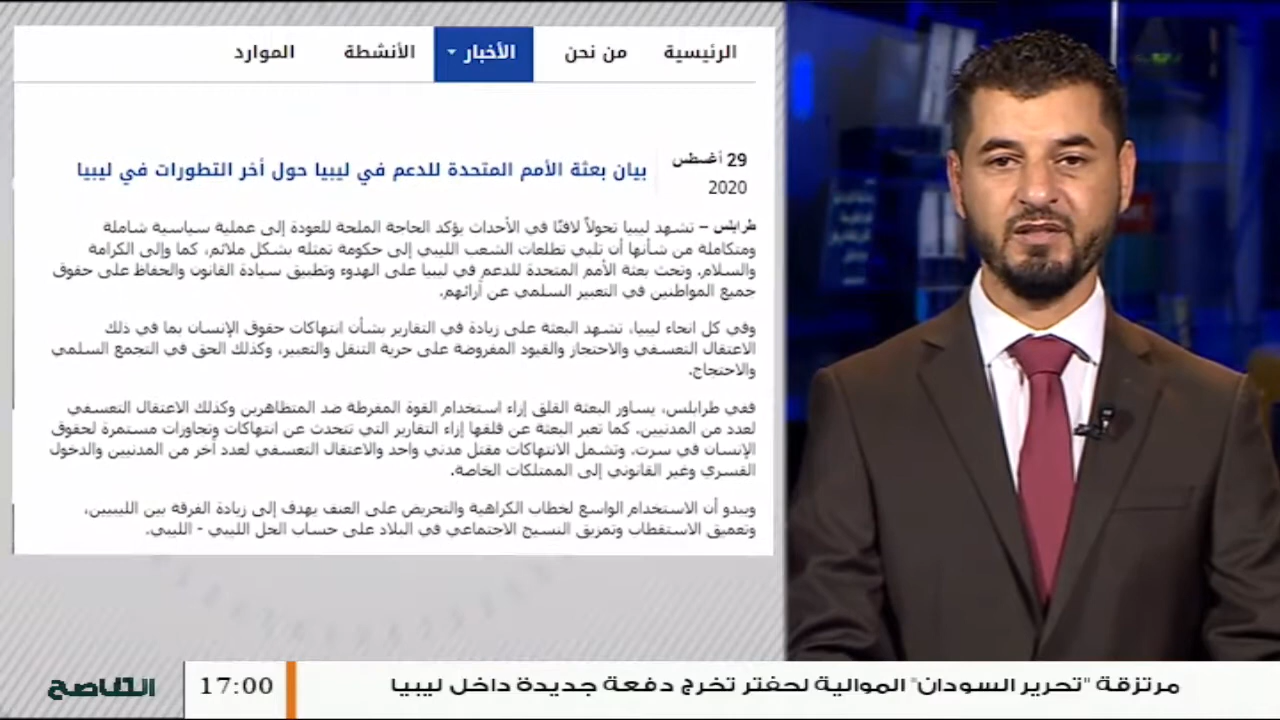 الرئيسية من نحن الأخبار الأنشطة الموارد
29 أغسطس
2020
بيان بعثة الأمم المتحدة للدعم في ليبيا حول أخر التطورات في ليبيا
طرابلس – تشهد ليبيا تحولاً لافتًا في الأحداث يؤكد الحاجة الملحة للعودة إلى عملية سياسية شاملة
ومتكاملة من شأنها أن تلبي تطلعات الشعب الليبي إلى حكومة تمثله بشكل ملائم، كما وإلى الكرامة
والسلام. وتحث بعثة الأمم المتحدة للدعم في ليبيا على الهدوء وتطبيق سيادة القانون والحفاظ على حقوق
جميع المواطنين في التعبير السلمي عن آرائهم.
وفي كل انحاء ليبيا، تشهد البعثة على زيادة في التقارير بشأن انتهاكات حقوق الإنسان بما في ذلك
الاعتقال التعسفي والاحتجاز والقيود المفروضة على حرية التنقل والتعبير، وكذلك الحق في التجمع السلمي
والاحتجاج.
ففي طرابلس، يساور البعثة القلق إزاء استخدام القوة المفرطة ضد المتظاهرين وكذلك الاعتقال التعسفي
لعدد من المدنيين. كما تعبر البعثة عن قلقها إزاء التقارير التي تتحدث عن انتهاكات وتجاوزات مستمرة لحقوق
الإنسان في سرت. وتشمل الانتهاكات مقتل مدني واحد والاعتقال التعسفي لعدد آخر من المدنيين والدخول
القسري وغير القانوني إلى الممتلكات الخاصة.
ويبدو أن الاستخدام الواسع لخطاب الكراهية والتحريض على العنف يهدف إلى زيادة الفرقة بين الليبيين،
وتعميق الاستقطاب وتمزيق النسيج الاجتماعي في البلاد على حساب الحل الليبي - الليبي.
مرتزقة "تحرير السودان" الموالية لحفتر تخرج دفعة جديدة داخل ليبيا
17:00
التناصح